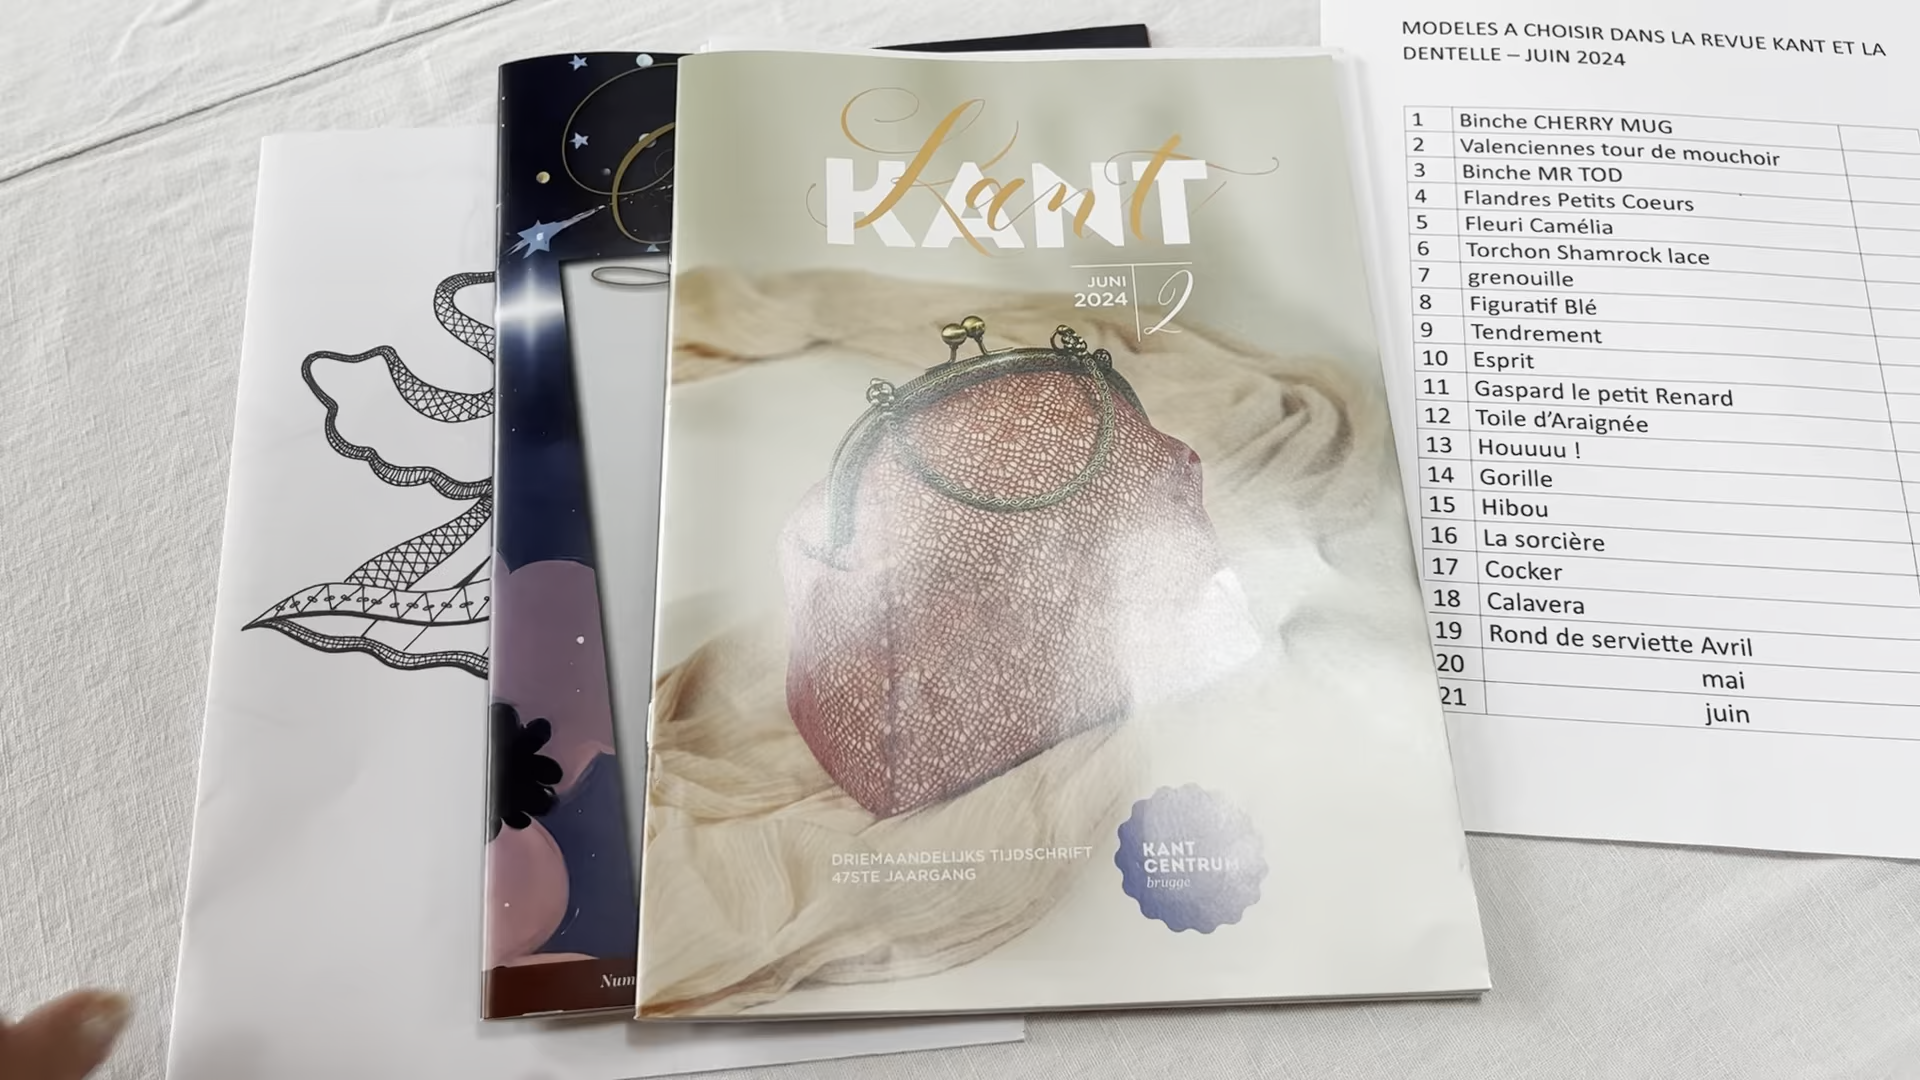 Kant
KANT
JUNI
2024
2
DRIEMAANDELIJKS TIJDSCHRIFT
47STE JAARGANG
KANT
CENTRUM
brugge
MODELES A CHOISIR DANS LA REVUE KANT ET LA
DENTELLE – JUIN 2024
1 Binche CHERRY MUG
2 Valenciennes tour de mouchoir
3 Binche MR TOD
4 Flandres Petits Coeurs
5 Fleuri Camélia
6 Torchon Shamrock lace
7 grenouille
8 Figuratif Blé
9 Tendrement
10 Esprit
11 Gaspard le petit Renard
12 Toile d’Araignée
13 Houuuu !
14 Gorille
15 Hibou
16 La sorcière
17 Cocker
18 Calavera
19 Rond de serviette Avril
20 mai
21 juin